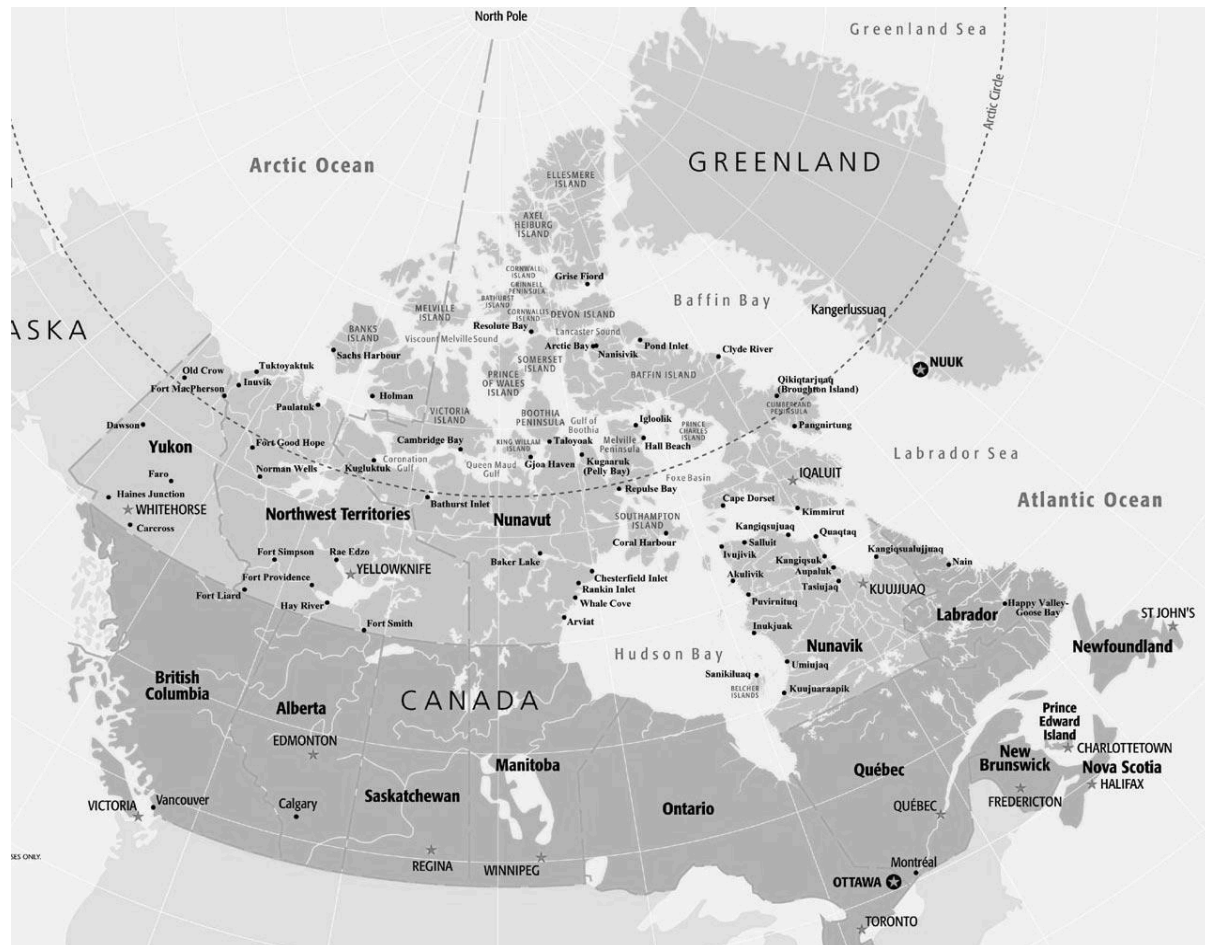 North Pole
Greenland Sea
Arctic Circle
Arctic Ocean
GREENLAND
ELLESMERE
ISLAND
AXEL
HEIBURG
ISLAND
CORNWALL
ISLAND
GRINNELL
PENINSULA
Grise Fiord
BATHURST
ISLAND
CORNWALLIS
ISLAND
DEVON ISLAND
Baffin Bay
Kangerlussuaq
MELVILLE
ISLAND
BANKS
ISLAND
Resolute Bay
Lancaster Sound
Viscount Melville Sound
ASKA
Sachs Harbour
Arctic Bay
Nanisivik
Pond Inlet
Clyde River
NUUK
SOMERSET
ISLAND
PRINCE
OF WALES
ISLAND
BAFFIN ISLAND
Old Crow
Tuktoyaktuk
Fort MacPherson
Inuvik
Paulatuk
Holman
Qikiqtarjuaq
(Broughton Island)
CUMBERLAND
PENINSULA
Pangnirtung
VICTORIA
ISLAND
BOOTHIA
PENINSULA
Gulf of
Boothia
Igloolik
PRINCE
CHARLES
ISLAND
Dawson
Yukon
Fort Good Hope
Cambridge Bay
KING WILLAM
ISLAND
Taloyoak
Melville
Peninsula
Hall Beach
Labrador Sea
Faro
Norman Wells
Kugluktuk
Coronation
Gulf
Queen Maud
Gulf
Gjoa Haven
Kugaaruk
(Pelly Bay)
Foxe Basin
IQALUIT
Haines Junction
WHITEHORSE
Carcross
Northwest Territories
Bathurst Inlet
Nunavut
Repulse Bay
Cape Dorset
Kimmirut
Atlantic Ocean
SOUTHAMPTON
ISLAND
Coral Harbour
Kangiqsujuaq
Quaqtaq
Salluit
Ivujivik
Kangiqsuk
Kangiqsualujjuaq
Nain
Fort Simpson
Rae Edzo
YELLOWKNIFE
Baker Lake
Chesterfield Inlet
Akulivik
Aupaluk
Tasiujaq
KUUJJUAQ
Fort Providence
Fort Liard
Hay River
Rankin Inlet
Whale Cove
Puvirnituq
Labrador
Happy Valley-
Goose Bay
ST JOHN'S
Fort Smith
Arviat
Inukjuak
Nunavik
Newfoundland
Hudson Bay
Umiujaq
Sanikiluaq
BELCHER
ISLANDS
Kuujuaraapik
British
Columbia
Alberta
CANADA
Prince
Edward
Island
CHARLOTTETOWN
EDMONTON
Manitoba
Québec
New
Brunswick
Nova Scotia
HALIFAX
FREDERICTON
VICTORIA
Vancouver
Calgary
Saskatchewan
Ontario
QUÉBEC
SES ONLY.
REGINA
WINNIPEG
Montréal
OTTAWA
TORONTO